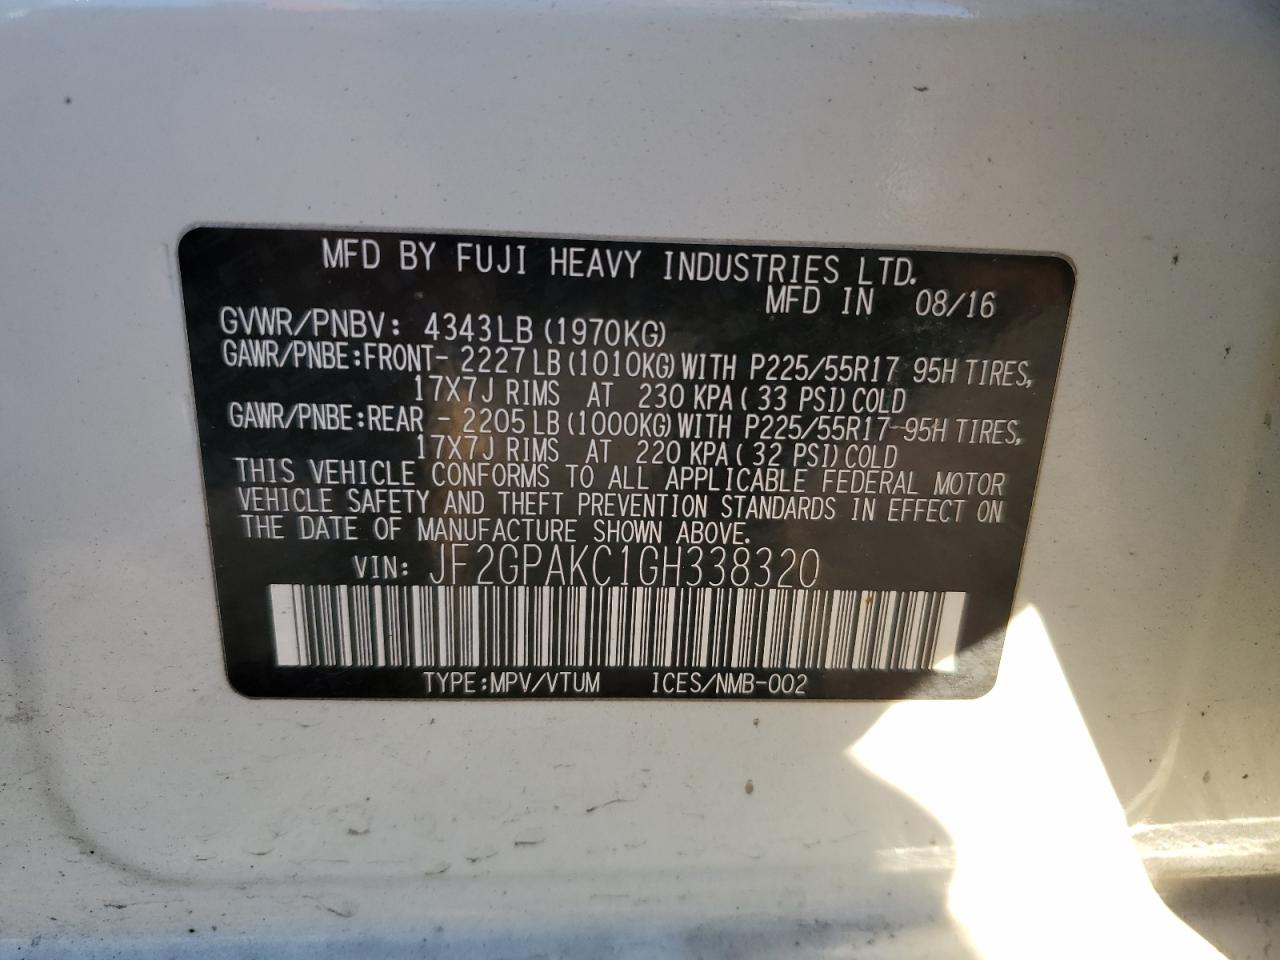 MFD BY FUJI HEAVY INDUSTRIES LTD.
MFD IN 08/16
GVWR/PNBV: 4343LB (1970KG)
GAWR/PNBE:FRONT- 2227LB (1010KG) WITH P225/55R17 95H TIRES,
17X7J RIMS AT 230 KPA( 33 PSI) COLD
GAWR/PNBE:REAR - 2205LB (1000KG) WITH P225/55R17 95H TIRES,
17X7J RIMS AT 220 KPA( 32 PSI) COLD
THIS VEHICLE CONFORMS TO ALL APPLICABLE FEDERAL MOTOR
VEHICLE SAFETY AND THEFT PREVENTION STANDARDS IN EFFECT ON
THE DATE OF MANUFACTURE SHOWN ABOVE.
VIN: JF2GPAKC1GH338320
TYPE:MPV/VTUM ICES/NMB-002